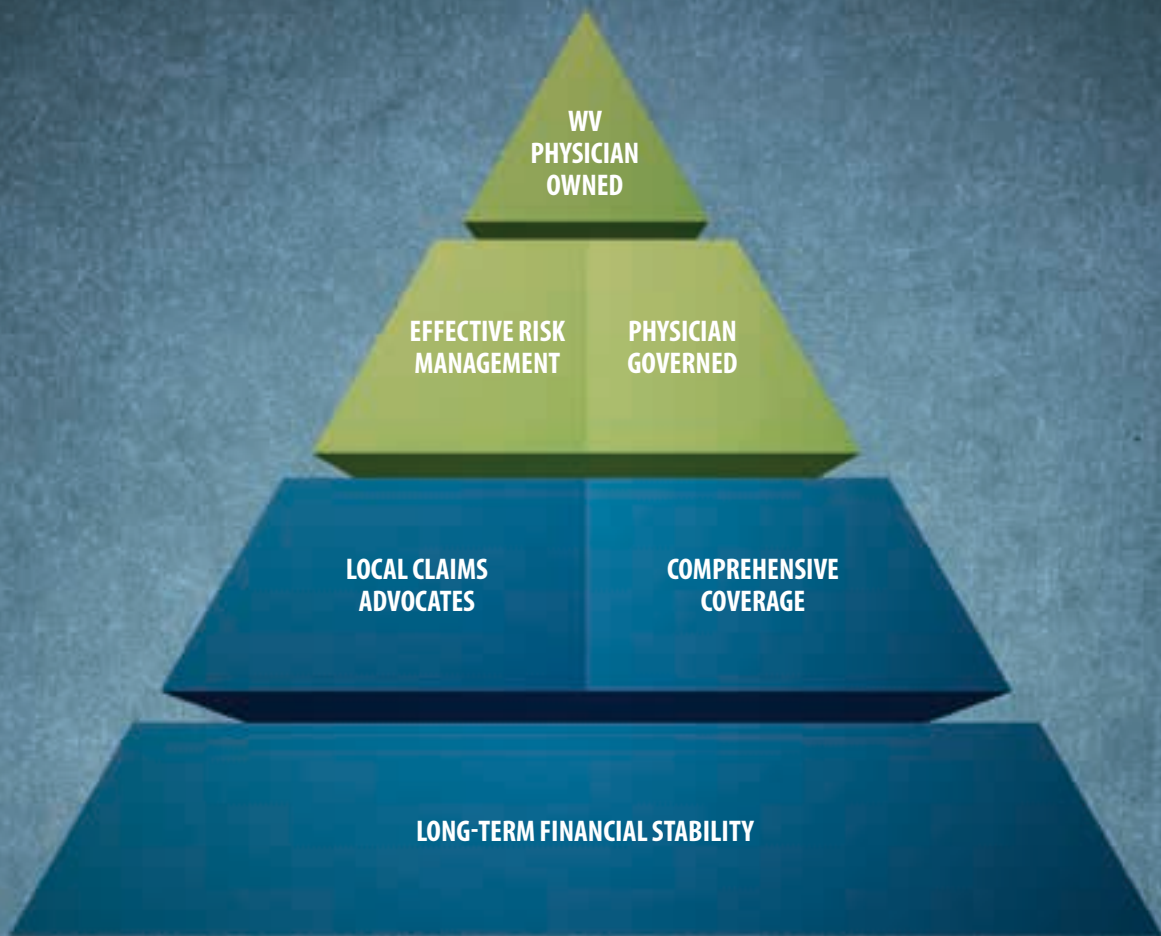 WV
PHYSICIAN
OWNED
EFFECTIVE RISK
MANAGEMENT
PHYSICIAN
GOVERNED
LOCAL CLAIMS
ADVOCATES
COMPREHENSIVE
COVERAGE
LONG-TERM FINANCIAL STABILITY